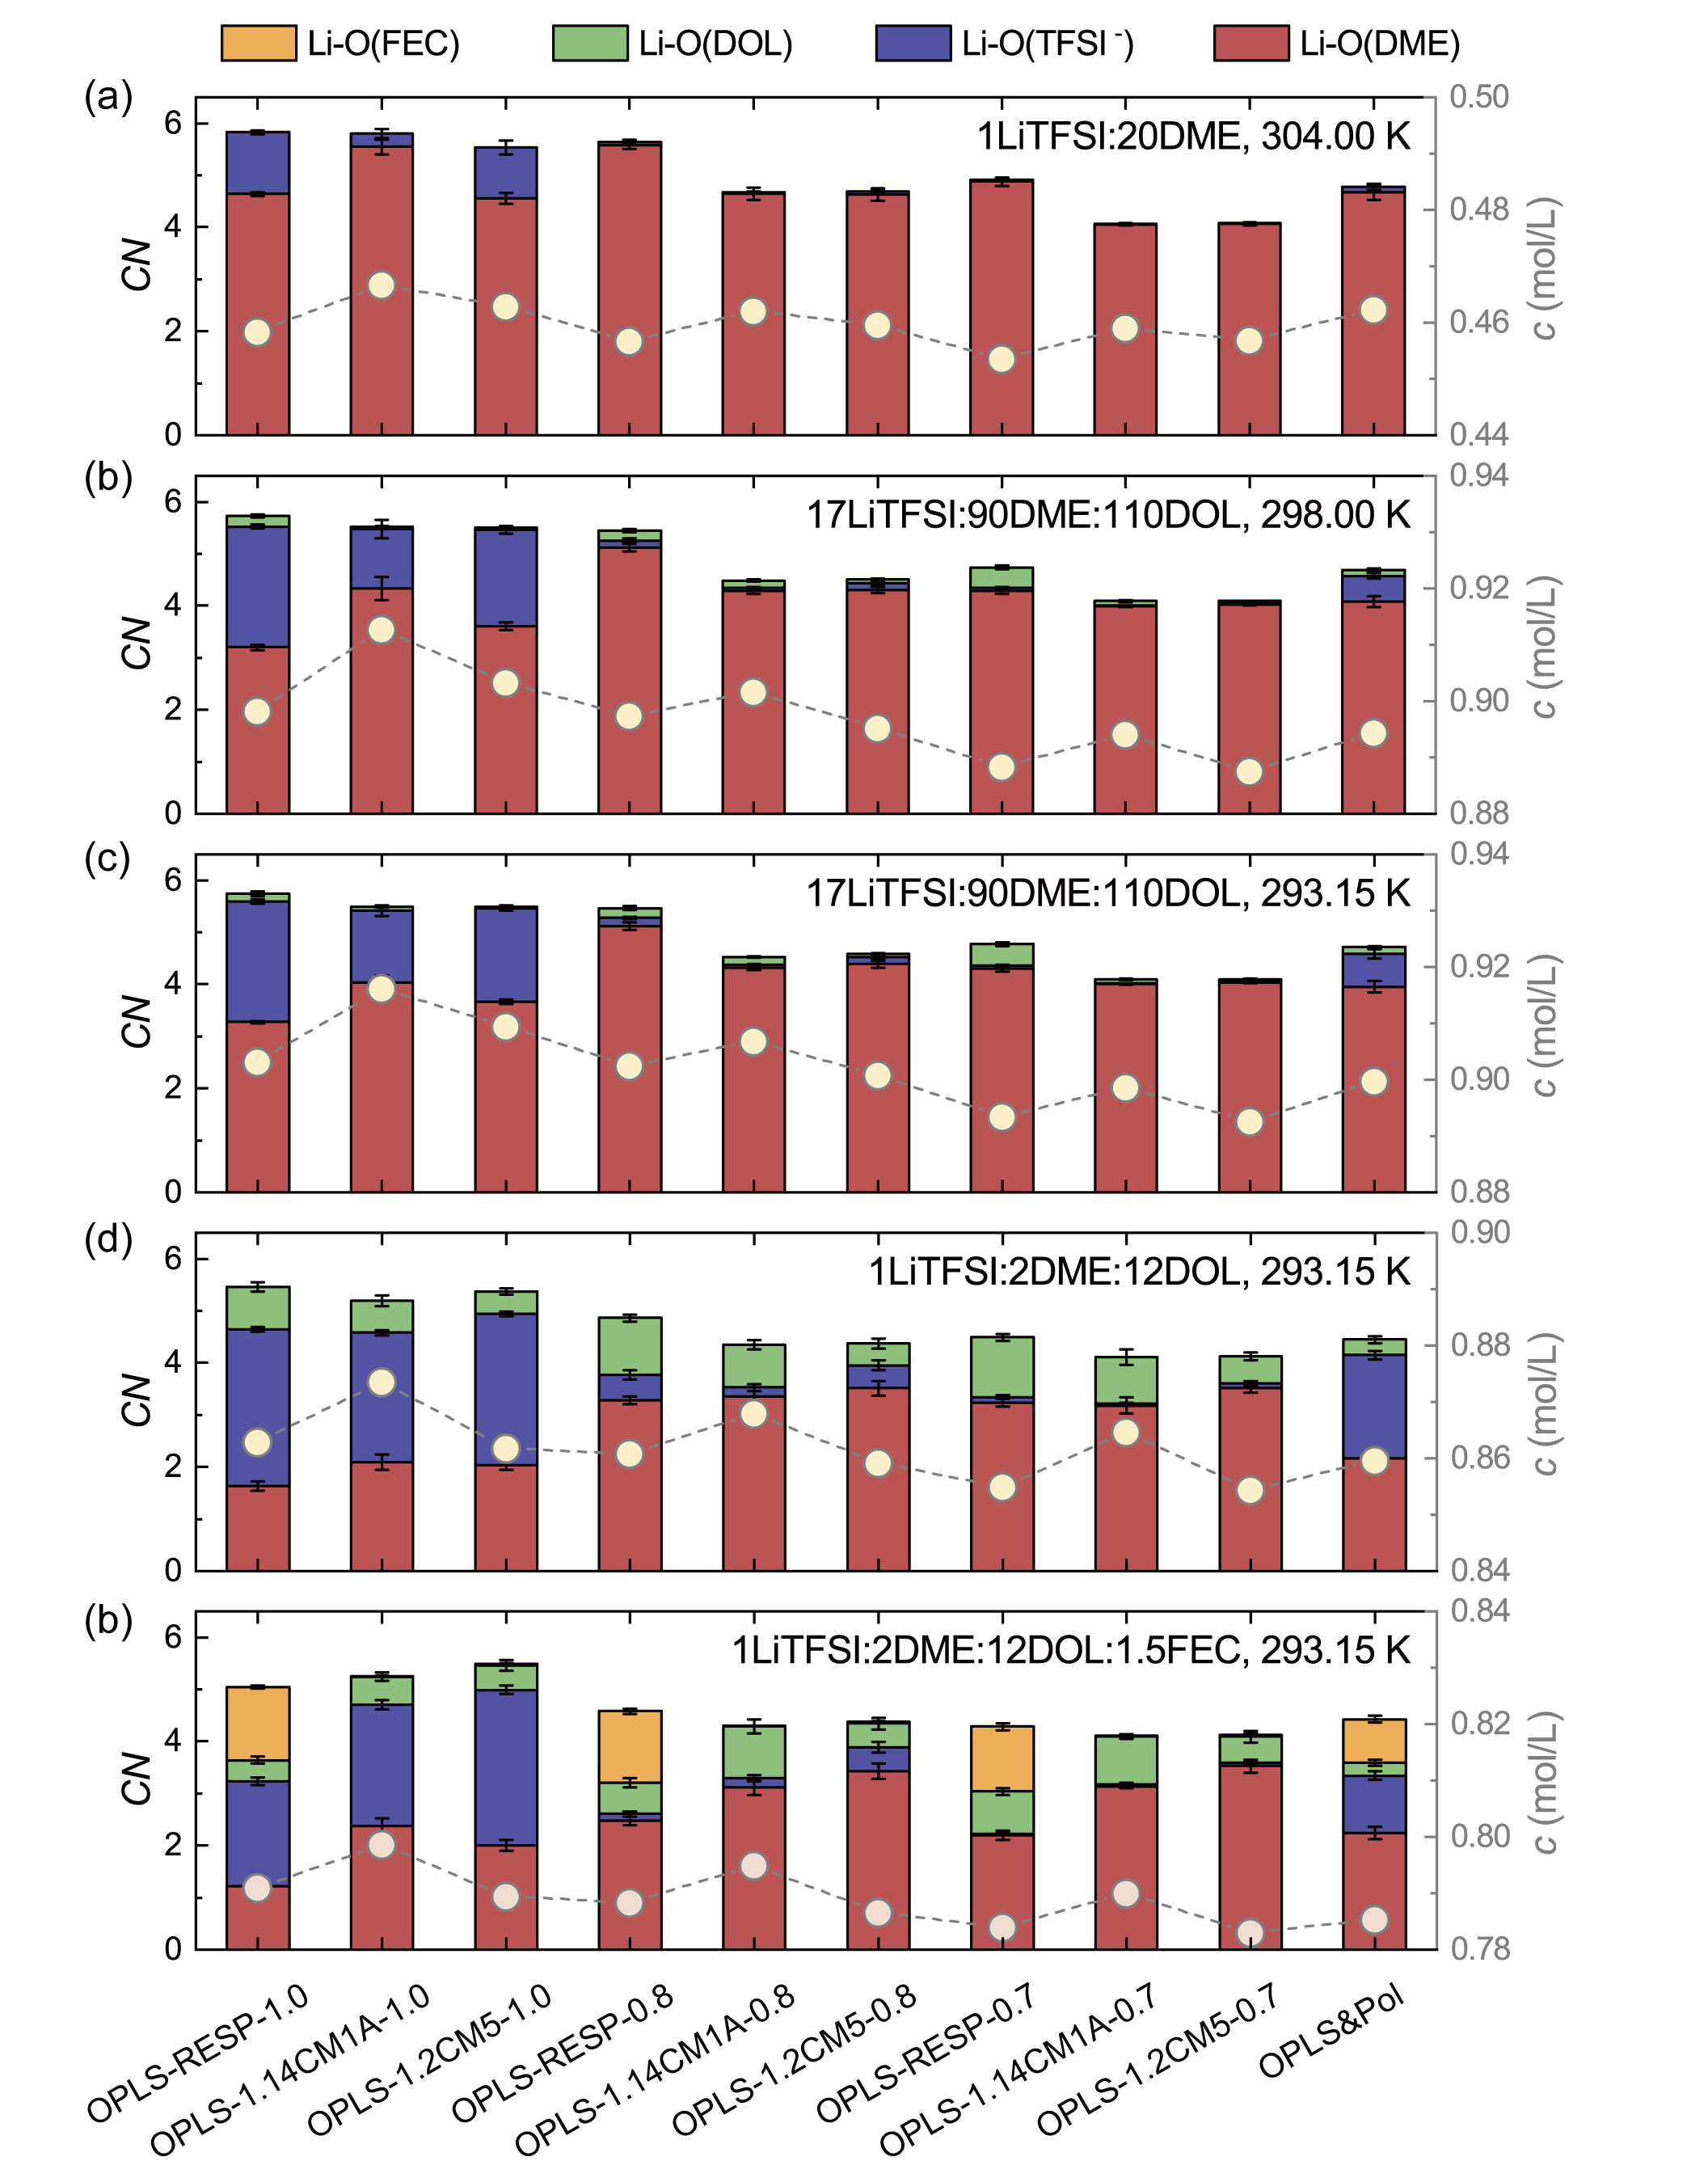 Li-O(FEC) Li-O(DOL) Li-O(TFSI⁻) Li-O(DME)
(a)
1LiTFSI:20DME, 304.00 K
6
4
2
0
CN
0.50
0.48
0.46
0.44
c (mol/L)
(b)
17LiTFSI:90DME:110DOL, 298.00 K
6
4
2
0
CN
0.94
0.92
0.90
0.88
c (mol/L)
(c)
17LiTFSI:90DME:110DOL, 293.15 K
6
4
2
0
CN
0.94
0.92
0.90
0.88
c (mol/L)
(d)
1LiTFSI:2DME:12DOL, 293.15 K
6
4
2
0
CN
0.90
0.88
0.86
0.84
c (mol/L)
(b)
1LiTFSI:2DME:12DOL:1.5FEC, 293.15 K
6
4
2
0
CN
0.84
0.82
0.80
0.78
c (mol/L)
OPLS-RESP-1.0
OPLS-1.14CM1A-1.0
OPLS-1.2CM5-1.0
OPLS-RESP-0.8
OPLS-1.14CM1A-0.8
OPLS-1.2CM5-0.8
OPLS-RESP-0.7
OPLS-1.14CM1A-0.7
OPLS-1.2CM5-0.7
OPLS&Pol